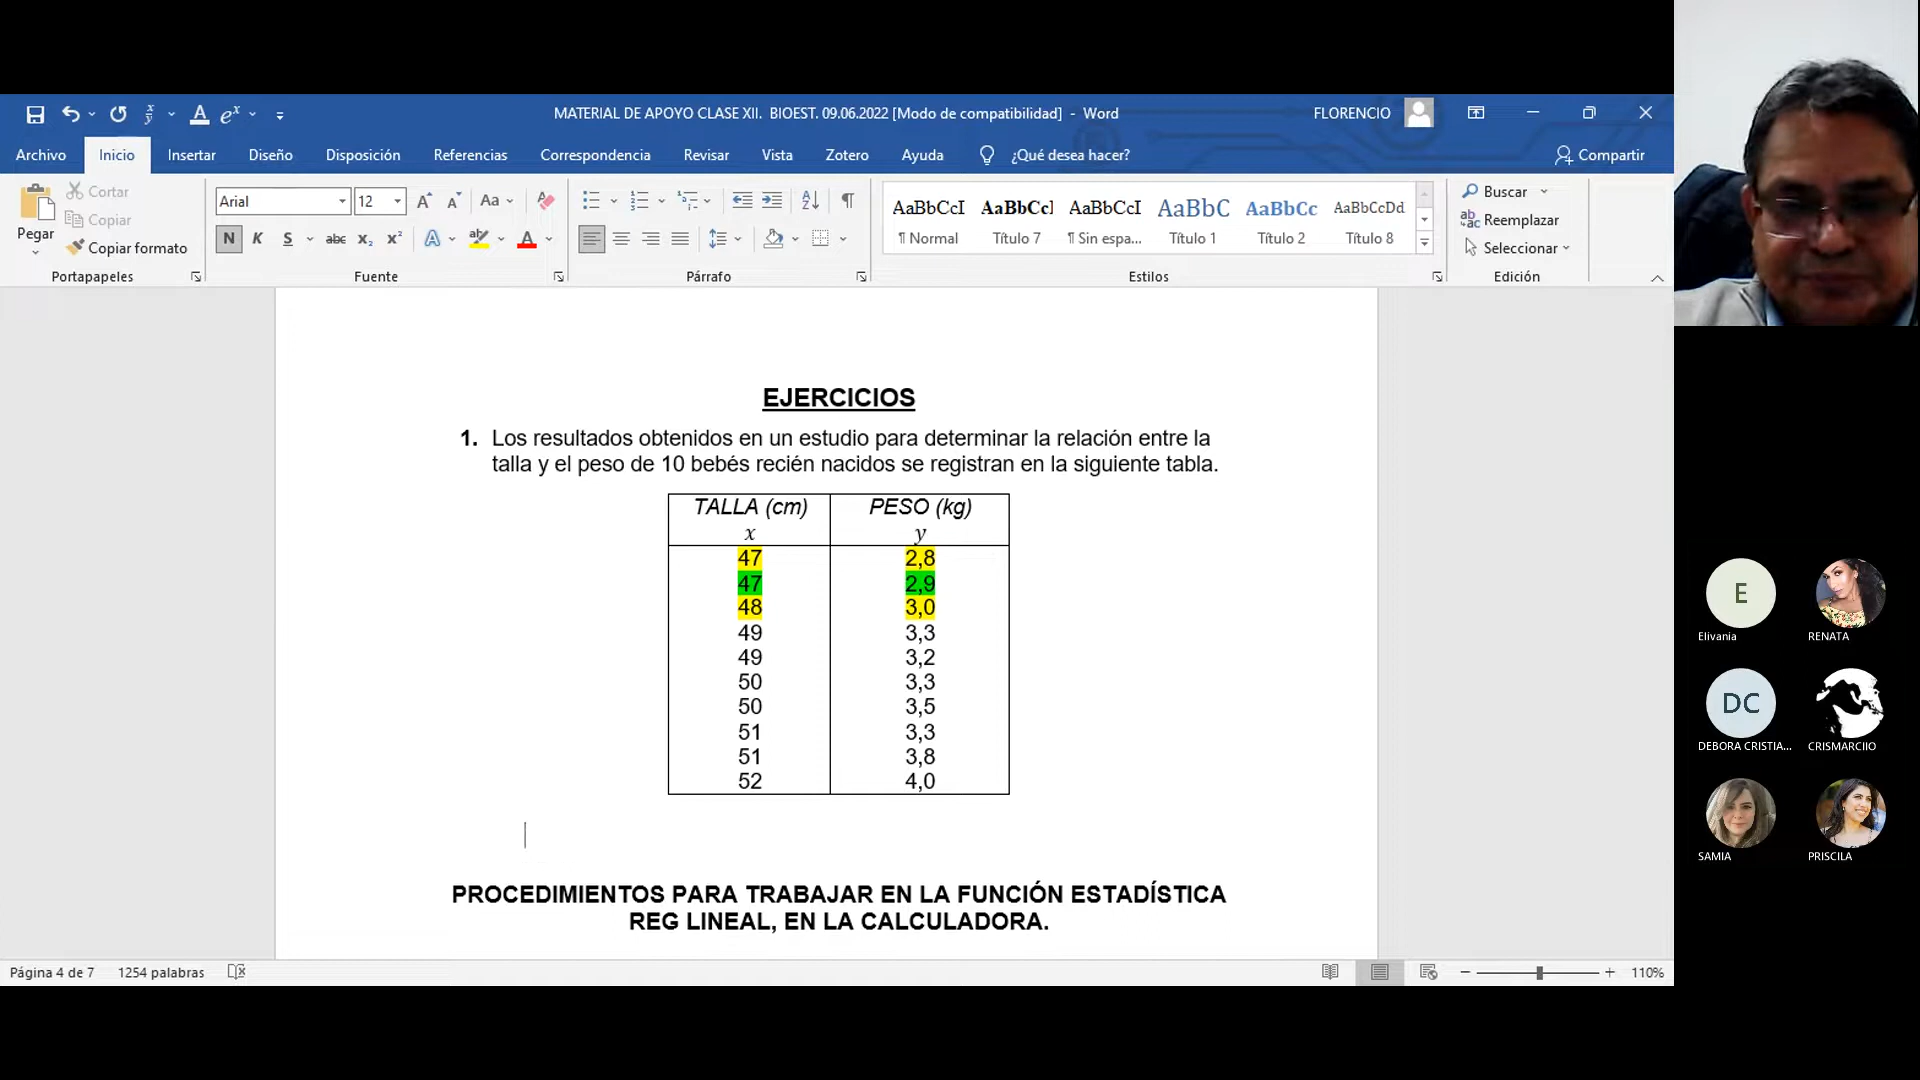 MATERIAL DE APOYO CLASE XII. BIOEST. 09.06.2022 [Modo de compatibilidad] - Word
FLORENCIO
Archivo Inicio Insertar Diseño Disposición Referencias Correspondencia Revisar Vista Zotero Ayuda ¿Qué desea hacer? Compartir
Pegar
Cortar
Copiar
Copiar formato
Portapapeles
Arial 12
Fuente
Párrafo
AaBbCcI AaBbCcI AaBbCcI AaBbC AaBbCc AaBbCcDd
¶ Normal Título 7 ¶ Sin espa... Título 1 Título 2 Título 8
Estilos
Buscar
Reemplazar
Seleccionar
Edición
EJERCICIOS
1. Los resultados obtenidos en un estudio para determinar la relación entre la
talla y el peso de 10 bebés recién nacidos se registran en la siguiente tabla.
TALLA (cm) PESO (kg)
x y
47 2,8
47 2,9
48 3,0
49 3,3
49 3,2
50 3,3
50 3,5
51 3,3
51 3,8
52 4,0
PROCEDIMIENTOS PARA TRABAJAR EN LA FUNCIÓN ESTADÍSTICA
REG LINEAL, EN LA CALCULADORA.
Página 4 de 7 1254 palabras 110%
E
Elivania RENATA
DC
DEBORA CRISTIA... CRISMARCIIO
SAMIA PRISCILA